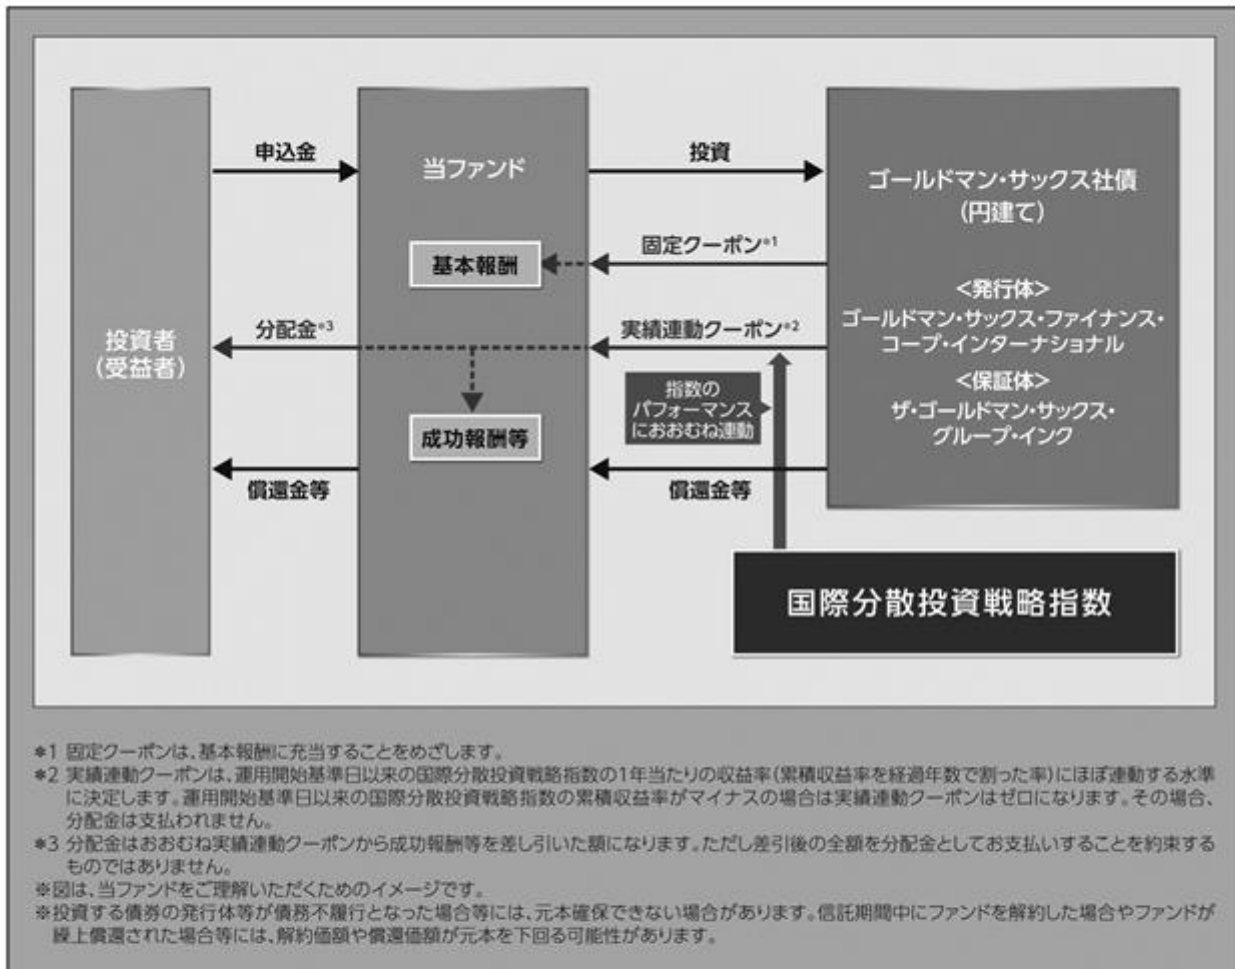 申込金
当ファンド
投資
ゴールドマン・サックス社債
(円建て)
固定クーポン*1
基本報酬
<発行体>
ゴールドマン・サックス・ファイナンス・
コープ・インターナショナル
投資者
(受益者)
分配金*3
実績連動クーポン*2
<保証体>
ザ・ゴールドマン・サックス・
グループ・インク
指数の
パフォーマンス
におおむね連動
成功報酬等
償還金等
償還金等
国際分散投資戦略指数
*1 固定クーポンは、基本報酬に充当することをめざします。
*2 実績連動クーポンは、運用開始基準日以来の国際分散投資戦略指数の1年当たりの収益率(累積収益率を経過年数で割った率)にほぼ連動する水準
に決定します。運用開始基準日以来の国際分散投資戦略指数の累積収益率がマイナスの場合は実績連動クーポンはゼロになります。その場合、
分配金は支払われません。
*3 分配金はおおむね実績連動クーポンから成功報酬等を差し引いた額になります。ただし差引後の全額を分配金としてお支払いすることを約束する
ものではありません。
※図は、当ファンドをご理解いただくためのイメージです。
※投資する債券の発行体等が債務不履行となった場合等には、元本確保できない場合があります。信託期間中にファンドを解約した場合やファンドが
繰上償還された場合等には、解約価額や償還価額が元本を下回る可能性があります。